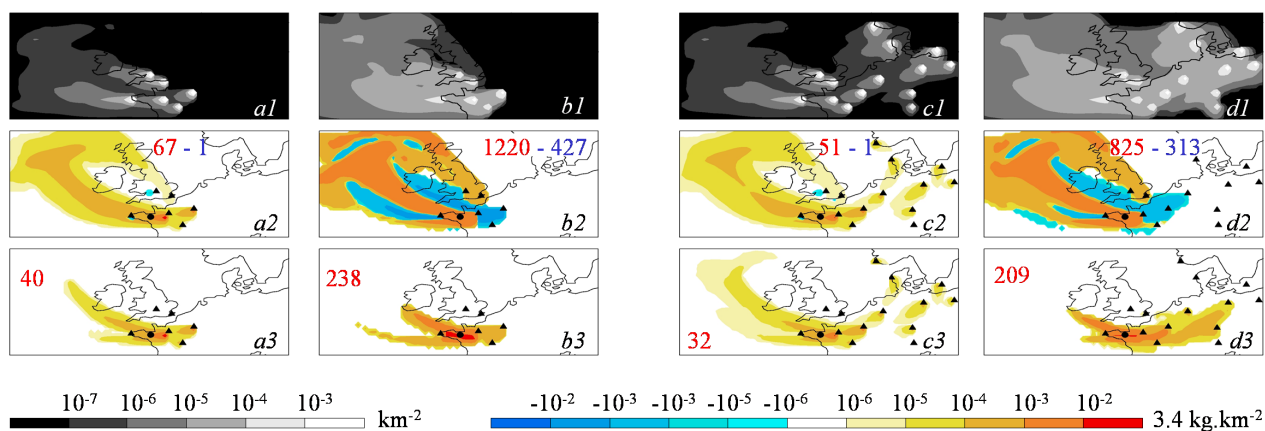 a1 b1 c1 d1
67 - 1 1220 - 427 51 - 1 825 - 313
a2 b2 c2 d2
40 238 32 209
a3 b3 c3 d3
10-7 10-6 10-5 10-4 10-3 km-2
-10-2 -10-3 -10-3 -10-5 -10-6 10-6 10-5 10-4 10-3 10-2 3.4 kg.km-2